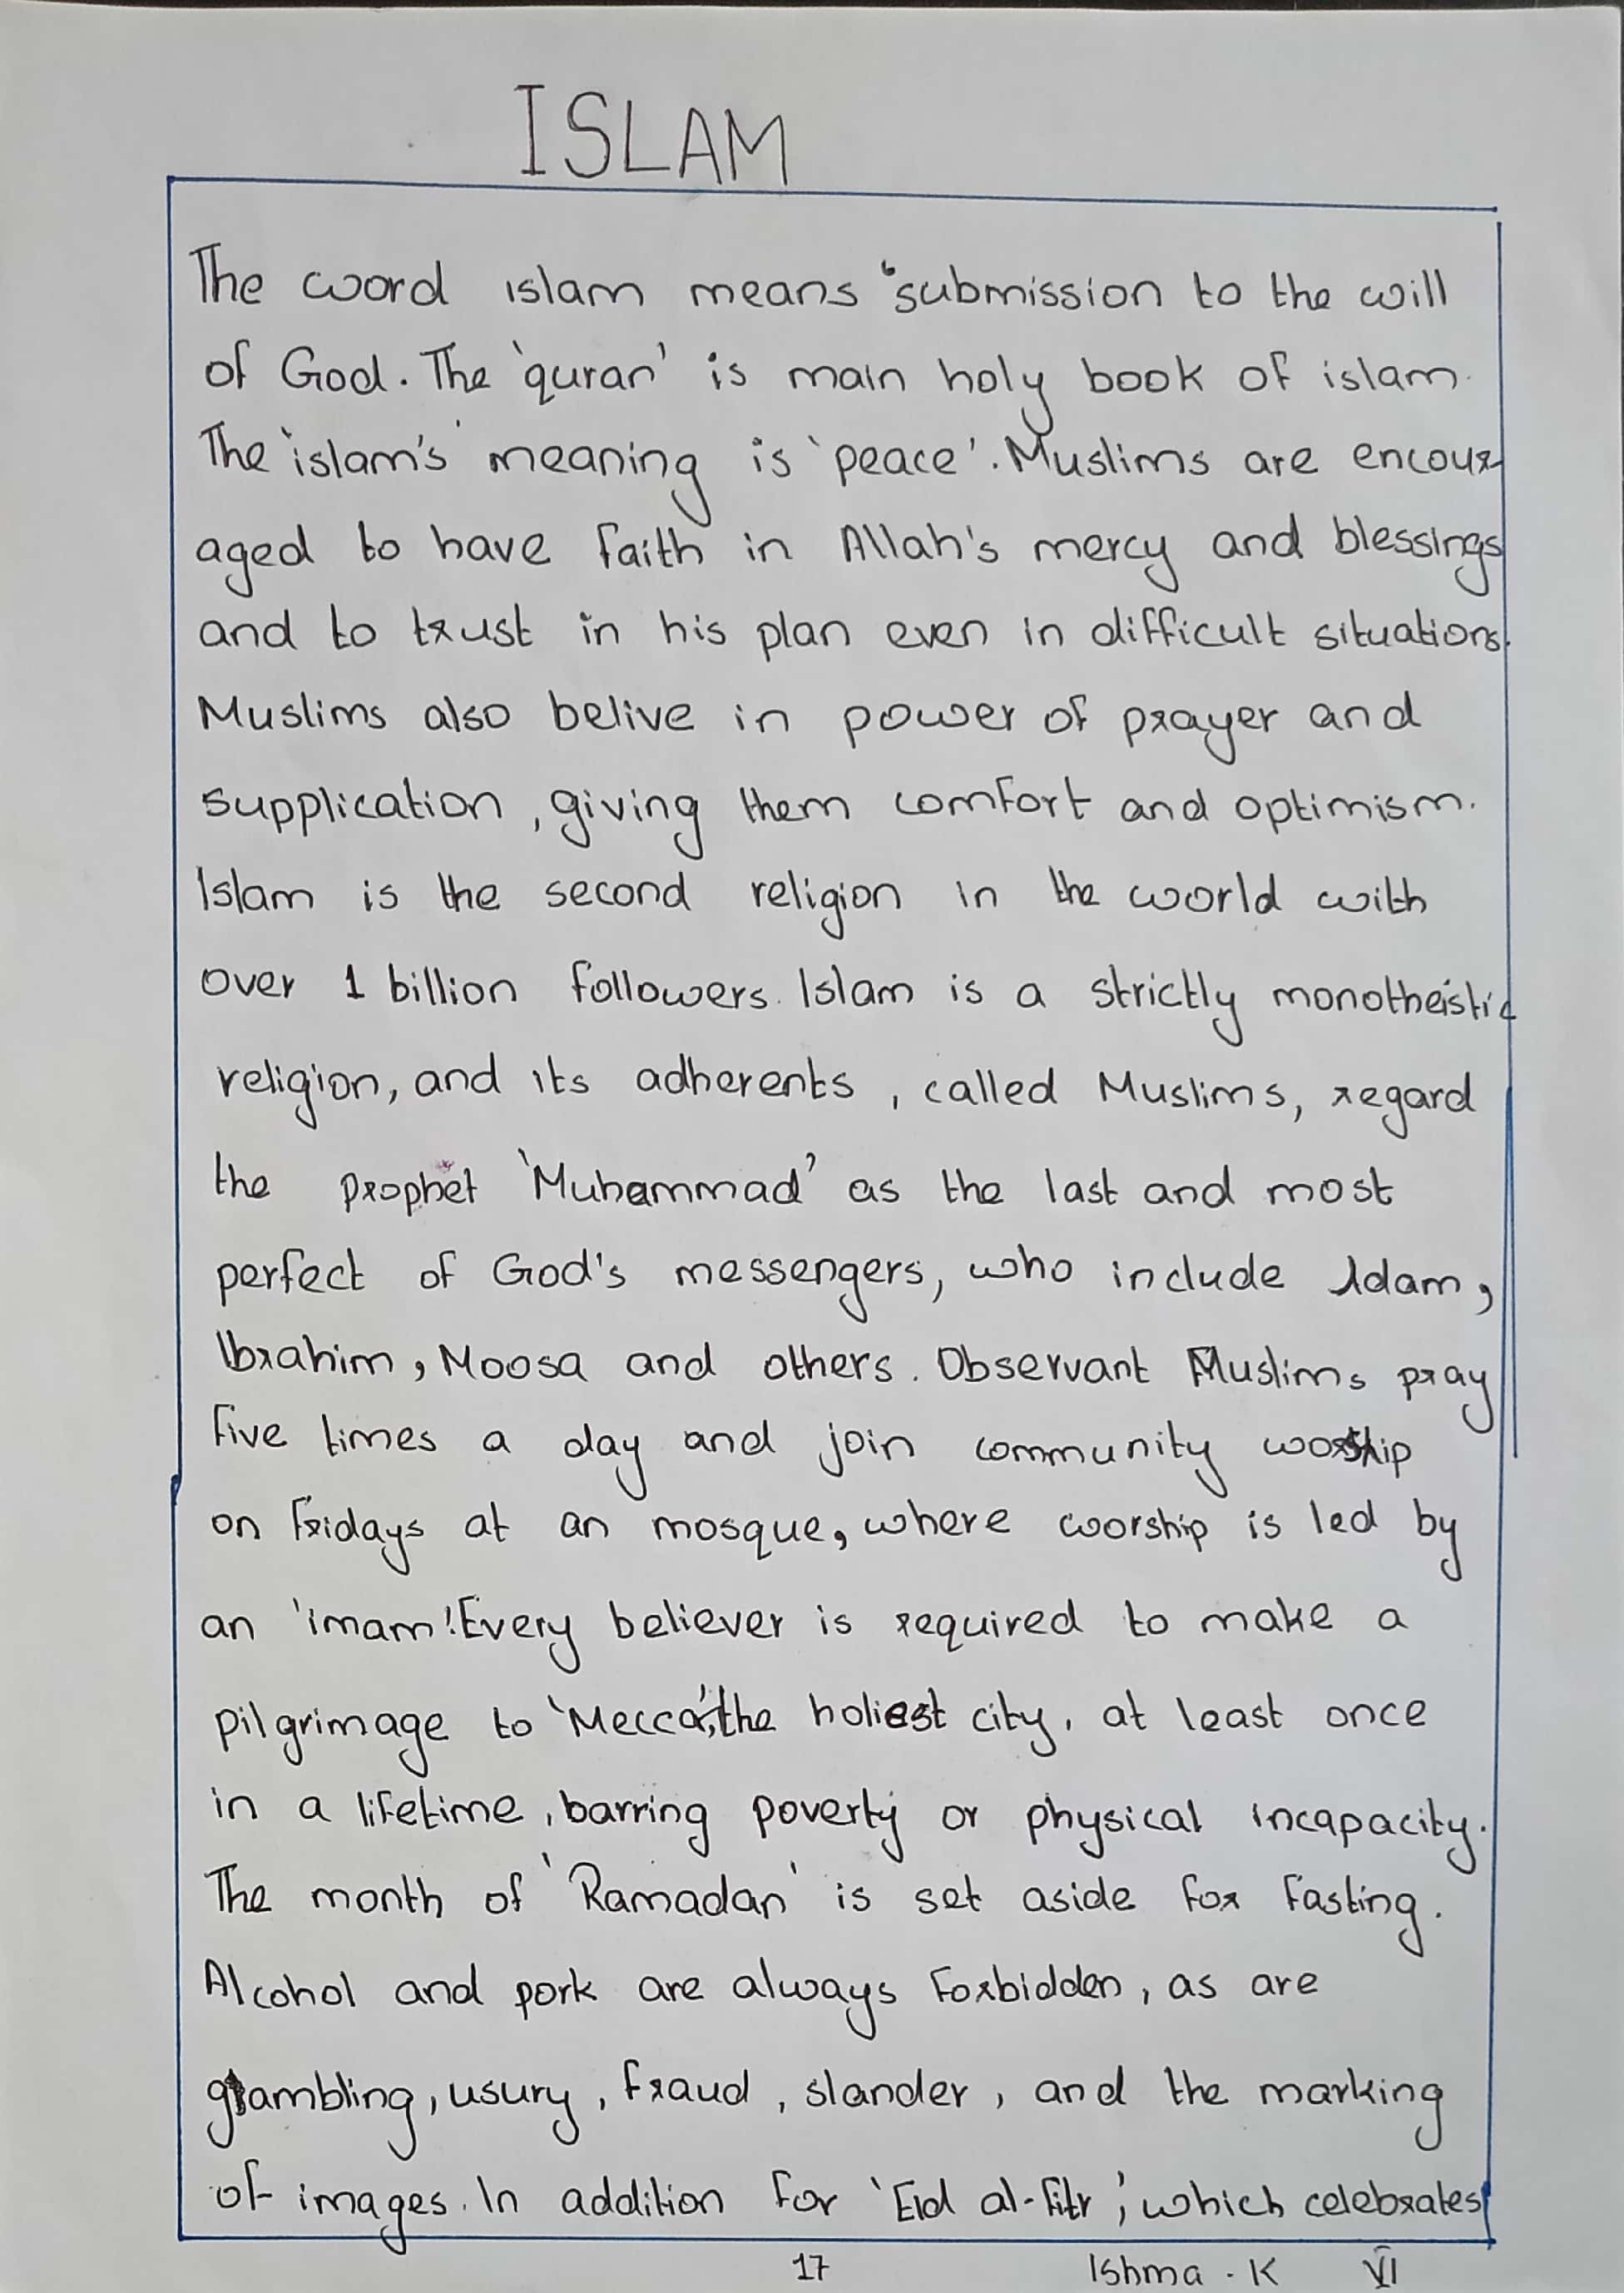 ISLAM
The word islam means 'submission to the will
of God. The 'quran' is main holy book of islam.
The 'islam's' meaning is 'peace'. Muslims are encour
aged to have faith in Allah's mercy and blessings
and to trust in his plan even in difficult situations.
Muslims also belive in power of prayer and
supplication, giving them comfort and optimism.
Islam is the second religion in the world with
over 1 billion followers. Islam is a strictly monotheistic
religion, and its adherents, called Muslims, regard
the prophet 'Muhammad' as the last and most
perfect of God's messengers, who include Adam,
Ibrahim, Moosa and others. Observant Muslims pray
five times a day and join community worship
on Fridays at an mosque, where worship is led by
an 'imam'. Every believer is required to make a
pilgrimage to 'Mecca', the holiest city, at least once
in a lifetime, barring poverty or physical incapacity.
The month of 'Ramadan' is set aside for fasting.
Alcohol and pork are always forbidden, as are
gambling, usury, fraud, slander, and the marking
of images. In addition for 'Eid al-fitr', which celebrates
17 Ishma . K VI